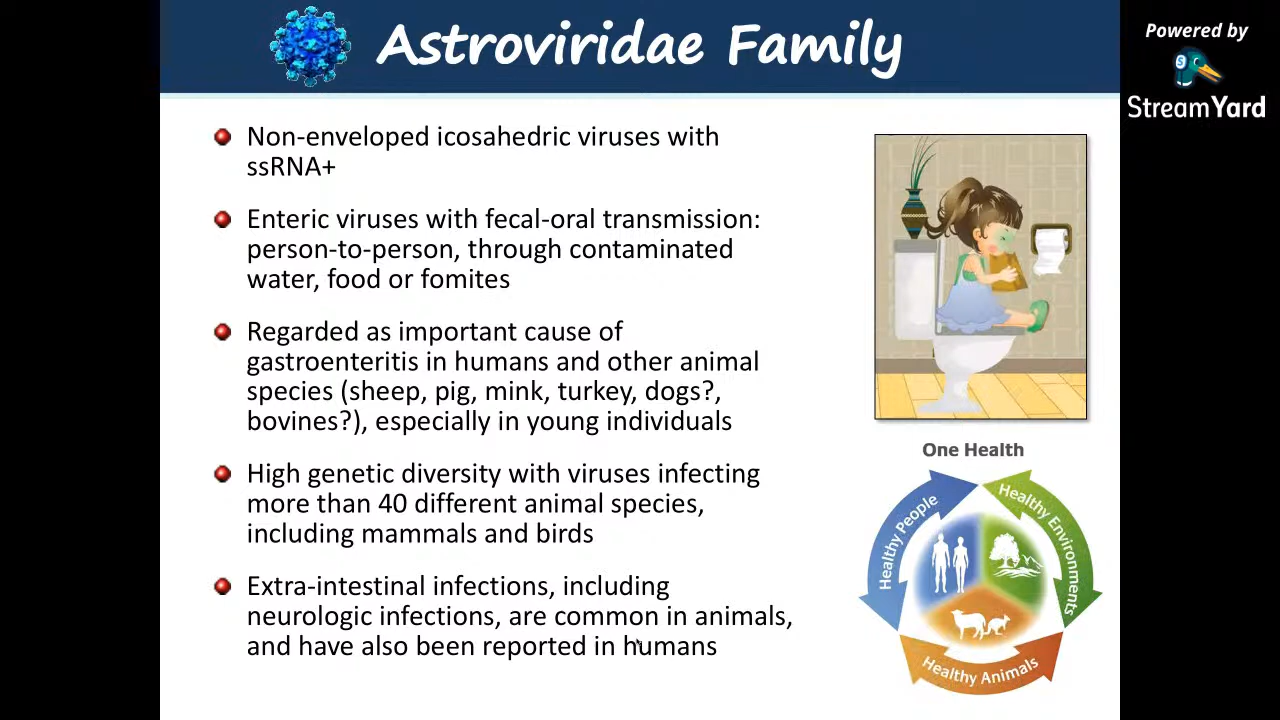 Astroviridae Family
Powered by
StreamYard
Non-enveloped icosahedric viruses with
ssRNA+
Enteric viruses with fecal-oral transmission:
person-to-person, through contaminated
water, food or fomites
Regarded as important cause of
gastroenteritis in humans and other animal
species (sheep, pig, mink, turkey, dogs?,
bovines?), especially in young individuals
High genetic diversity with viruses infecting
more than 40 different animal species,
including mammals and birds
Extra-intestinal infections, including
neurologic infections, are common in animals,
and have also been reported in humans
One Health
Healthy People
Healthy Environments
Healthy Animals